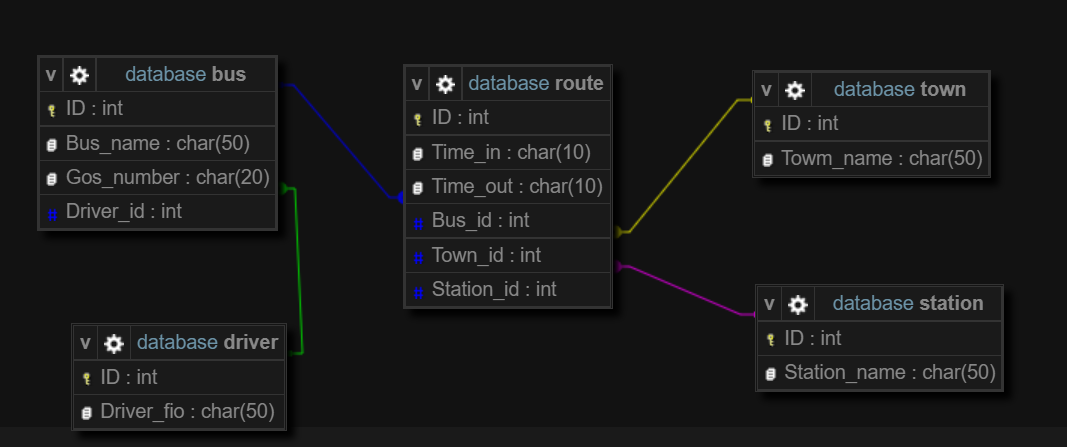 v database bus
ID : int
Bus_name : char(50)
Gos_number : char(20)
# Driver_id : int
v database driver
ID : int
Driver_fio : char(50)
v database route
ID : int
Time_in : char(10)
Time_out : char(10)
# Bus_id : int
# Town_id : int
# Station_id : int
v database town
ID : int
Towm_name : char(50)
v database station
ID : int
Station_name : char(50)